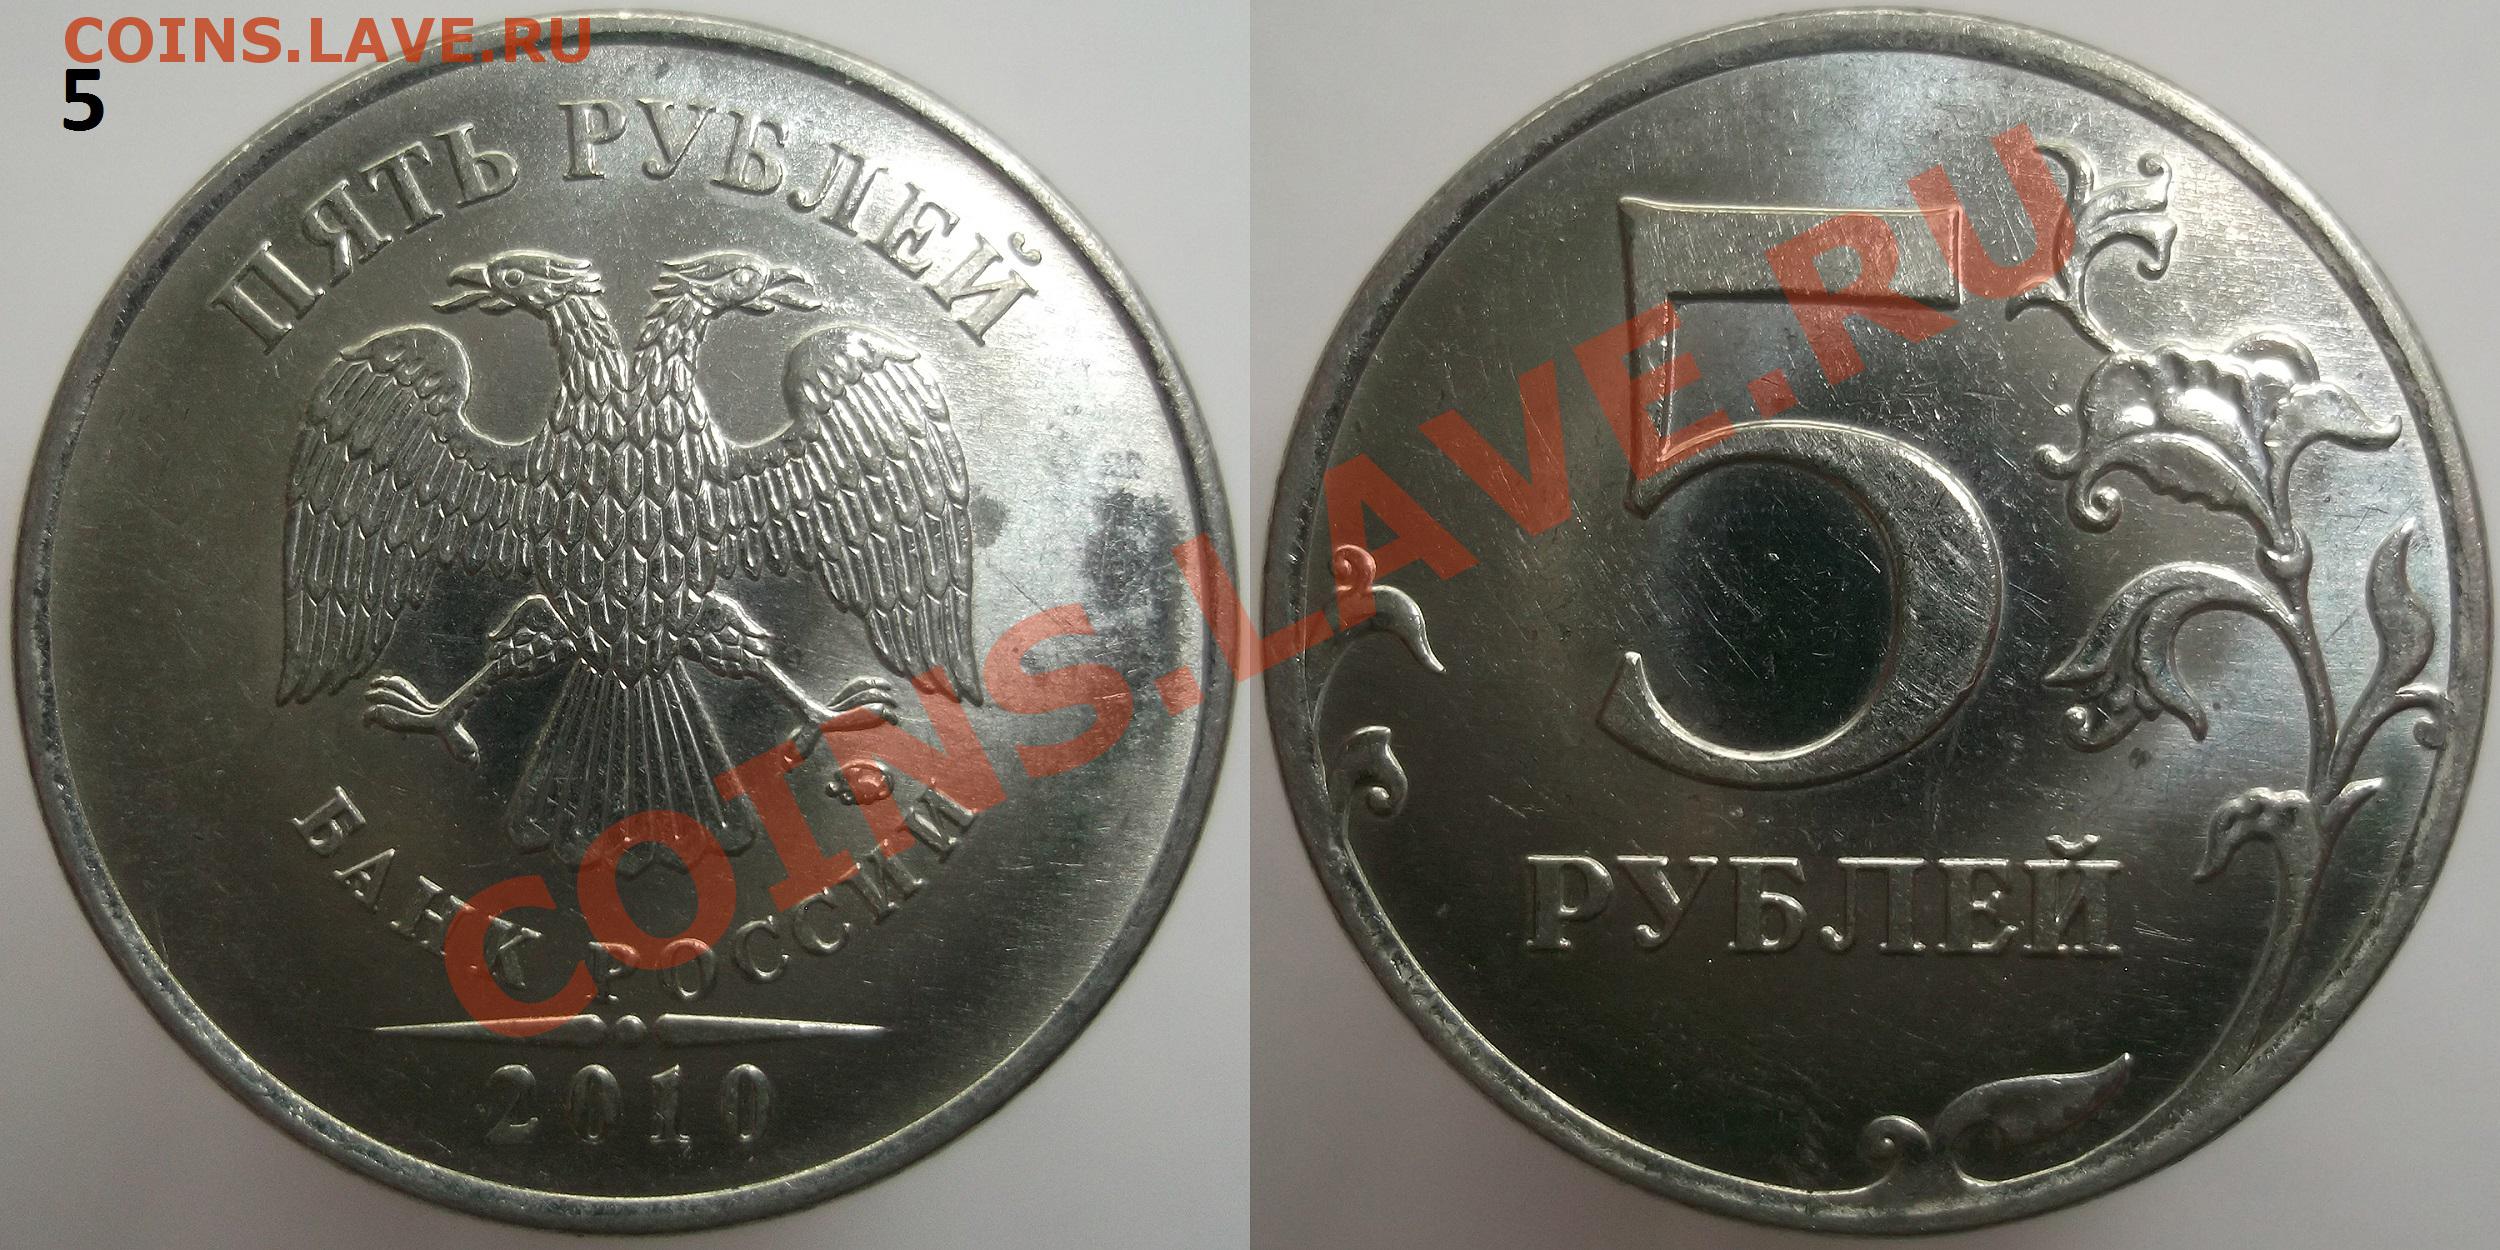 COINS.LAVE.RU
5
ПЯТЬ РУБЛЕЙ
БАНК РОССИИ
2010
5
РУБЛЕЙ
COINS.LAVE.RU